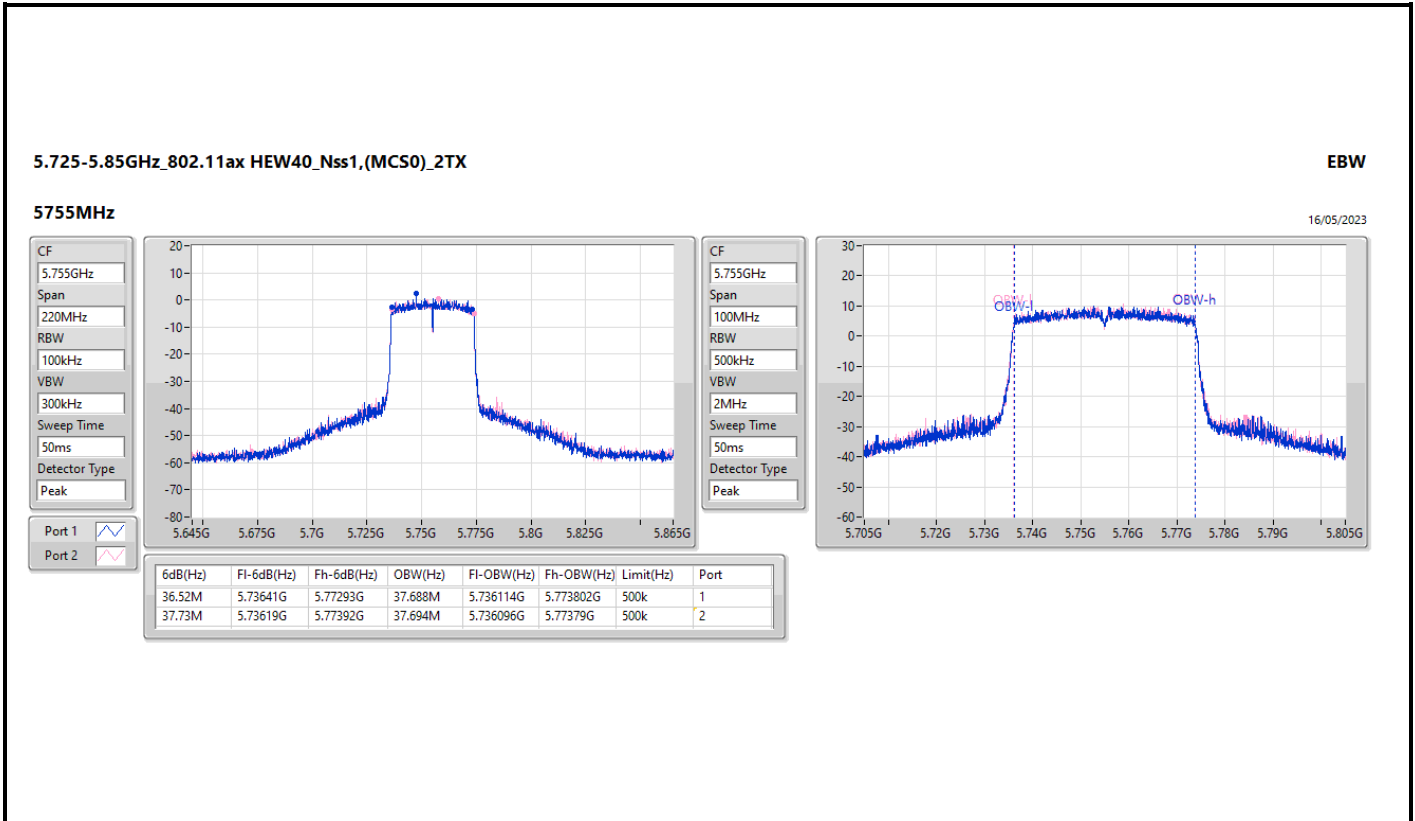 5.725-5.85GHz_802.11ax HEW40_Nss1,(MCS0)_2TX
EBW
5755MHz
16/05/2023
CF
5.755GHz
Span
220MHz
RBW
100kHz
VBW
300kHz
Sweep Time
50ms
Detector Type
Peak
Port 1
Port 2
20
10
0
-10
-20
-30
-40
-50
-60
-70
-80
5.645G 5.675G 5.7G 5.725G 5.75G 5.775G 5.8G 5.825G 5.865G
CF
5.755GHz
Span
100MHz
RBW
500kHz
VBW
2MHz
Sweep Time
50ms
Detector Type
Peak
30
20
10
0
-10
-20
-30
-40
-50
-60
OBW-l
OBW-l
OBW-h
5.705G 5.72G 5.73G 5.74G 5.75G 5.76G 5.77G 5.78G 5.79G 5.805G
6dB(Hz) Fl-6dB(Hz) Fh-6dB(Hz) OBW(Hz) Fl-OBW(Hz) Fh-OBW(Hz) Limit(Hz) Port
36.52M 5.73641G 5.77293G 37.688M 5.736114G 5.773802G 500k 1
37.73M 5.73619G 5.77392G 37.694M 5.736096G 5.77379G 500k 2